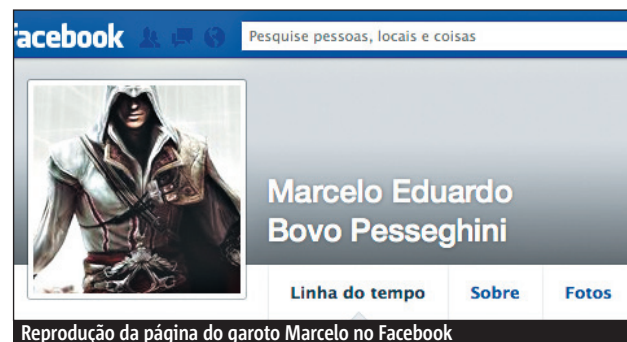 facebook
Pesquise pessoas, locais e coisas
Marcelo Eduardo
Bovo Pesseghini
Linha do tempo Sobre Fotos
Reprodução da página do garoto Marcelo no Facebook